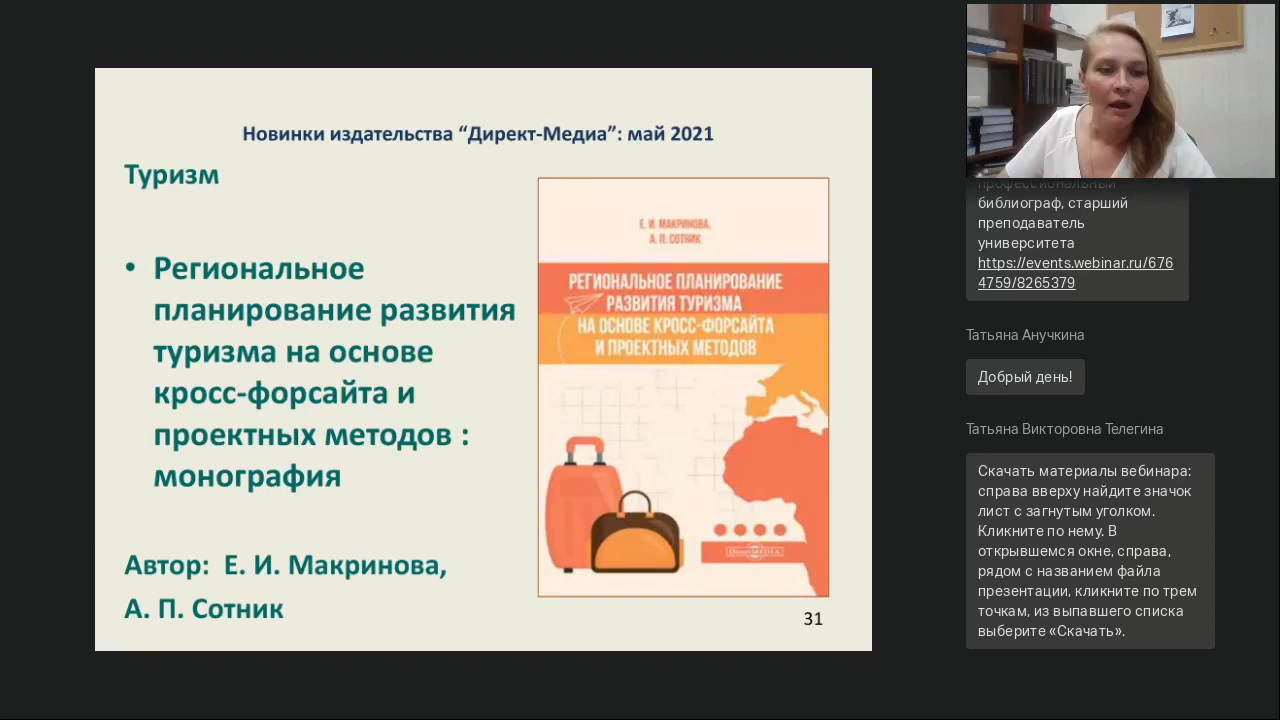 Новинки издательства “Директ-Медиа”: май 2021
Туризм
• Региональное
планирование развития
туризма на основе
кросс-форсайта и
проектных методов :
монография
Автор: Е. И. Макринова,
А. П. Сотник
Е. И. МАКРИНОВА,
А. П. СОТНИК
РЕГИОНАЛЬНОЕ ПЛАНИРОВАНИЕ
РАЗВИТИЯ ТУРИЗМА
НА ОСНОВЕ КРОСС-ФОРСАЙТА
И ПРОЕКТНЫХ МЕТОДОВ
DirectMEDIA
31
профессиональный
библиограф, старший
преподаватель
университета
https://events.webinar.ru/676
4759/8265379
Татьяна Анучкина
Добрый день!
Татьяна Викторовна Телегина
Скачать материалы вебинара:
справа вверху найдите значок
лист с загнутым уголком.
Кликните по нему. В
открывшемся окне, справа,
рядом с названием файла
презентации, кликните по трем
точкам, из выпавшего списка
выберите «Скачать».